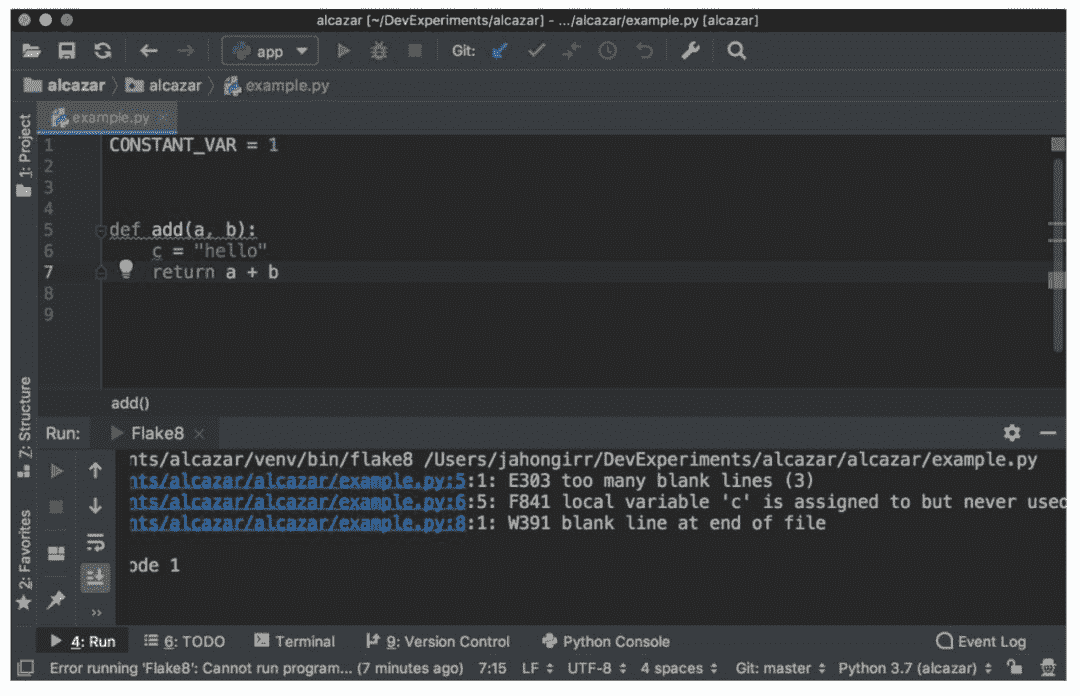 alcazar [~/DevExperiments/alcazar] - .../alcazar/example.py [alcazar]
app Git:
alcazar alcazar example.py
example.py
1: Project
1 CONSTANT_VAR = 1
2
3
4
5 def add(a, b):
6 c = "hello"
7 return a + b
8
9
add()
Z: Structure
Run: Flake8
nts/alcazar/venv/bin/flake8 /Users/jahongirr/DevExperiments/alcazar/alcazar/example.py
nts/alcazar/alcazar/example.py:5:1: E303 too many blank lines (3)
nts/alcazar/alcazar/example.py:6:5: F841 local variable 'c' is assigned to but never used
nts/alcazar/alcazar/example.py:8:1: W391 blank line at end of file
ode 1
2: Favorites
4: Run 6: TODO Terminal 9: Version Control Python Console Event Log
Error running 'Flake8': Cannot run program... (7 minutes ago) 7:15 LF UTF-8 4 spaces Git: master Python 3.7 (alcazar)